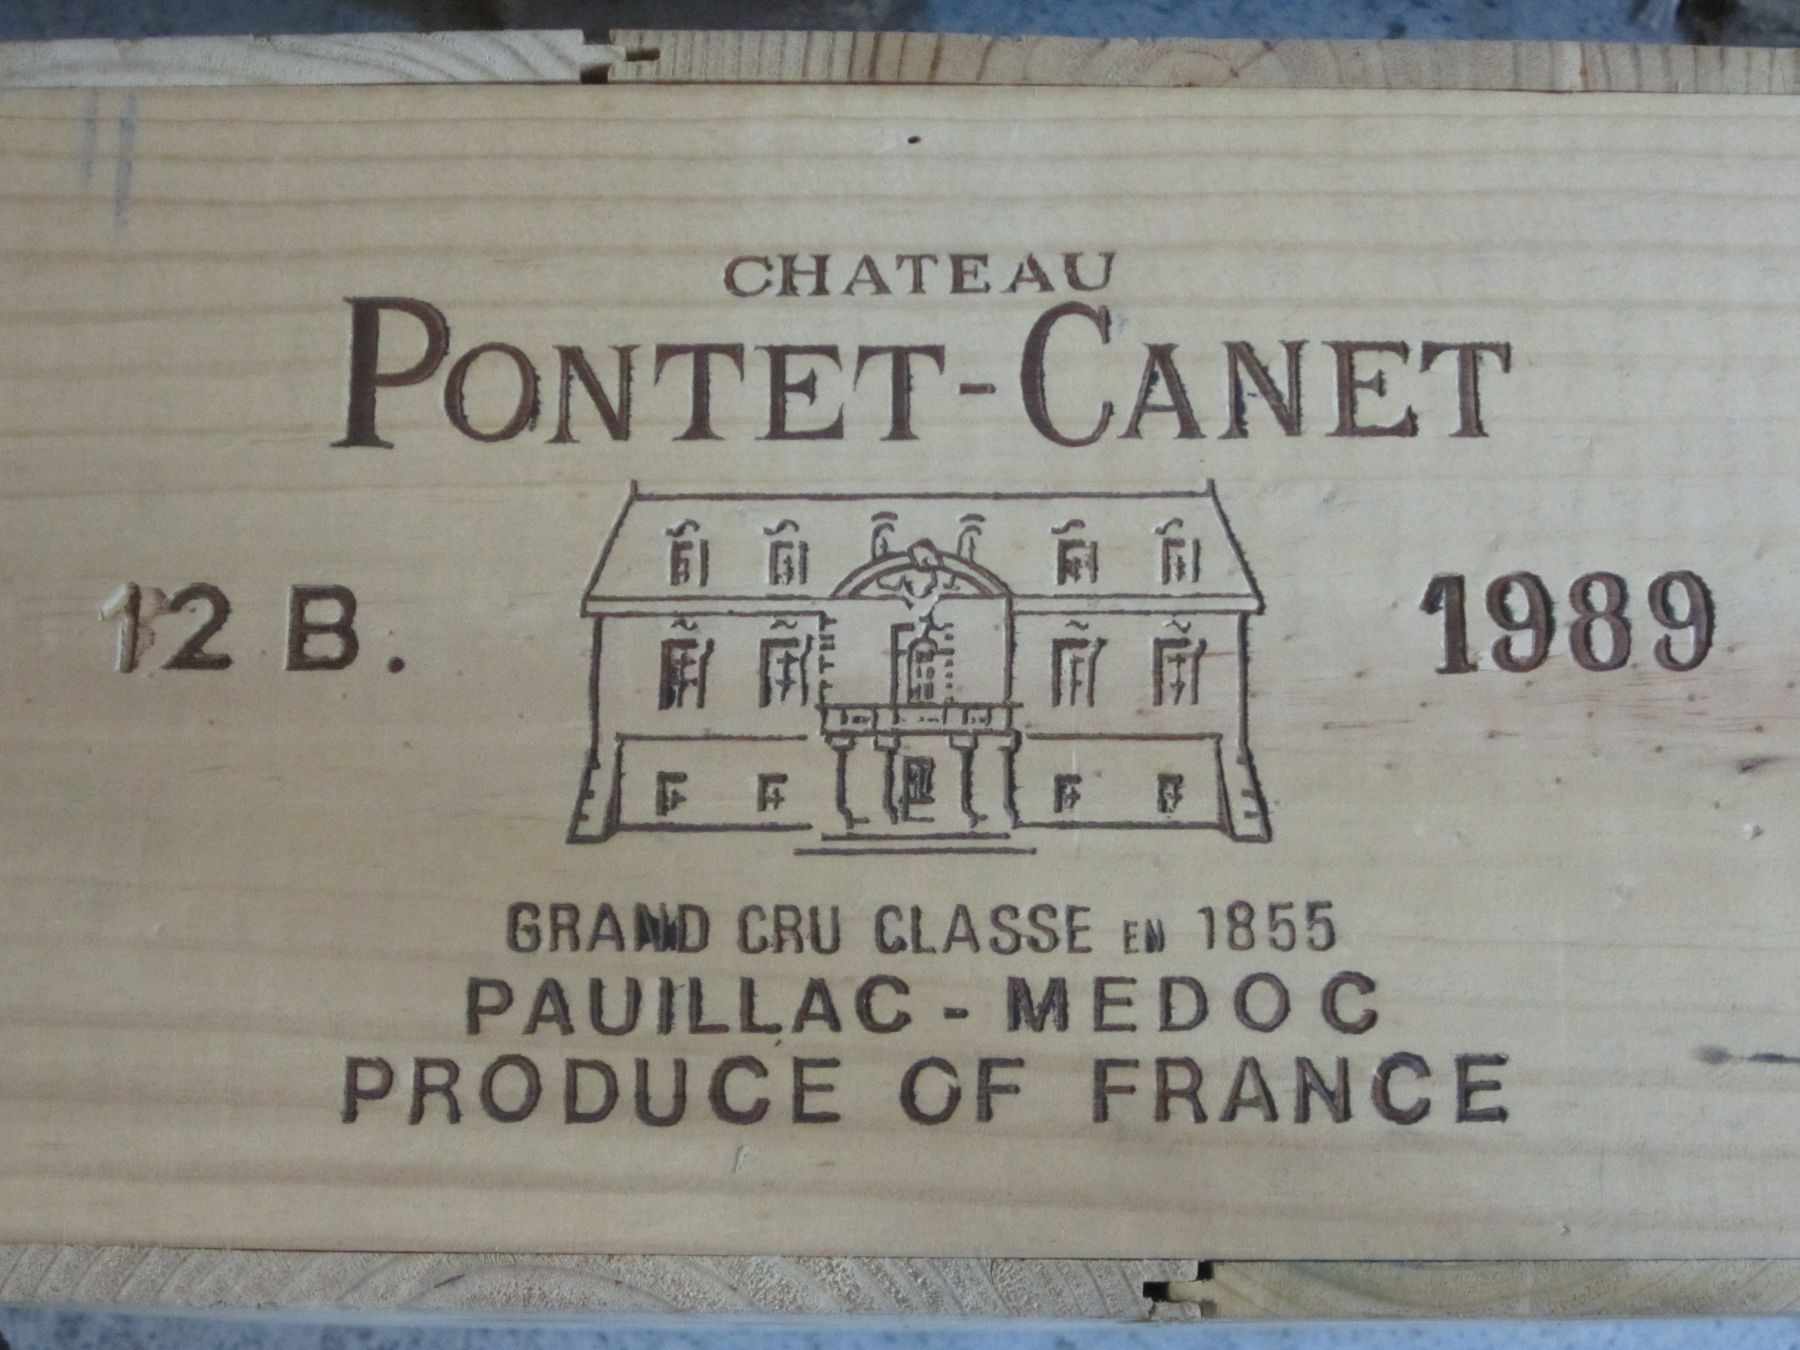 CHATEAU
PONTET-CANET
12 B.
1989
GRAND CRU CLASSE EN 1855
PAUILLAC - MEDOC
PRODUCE OF FRANCE